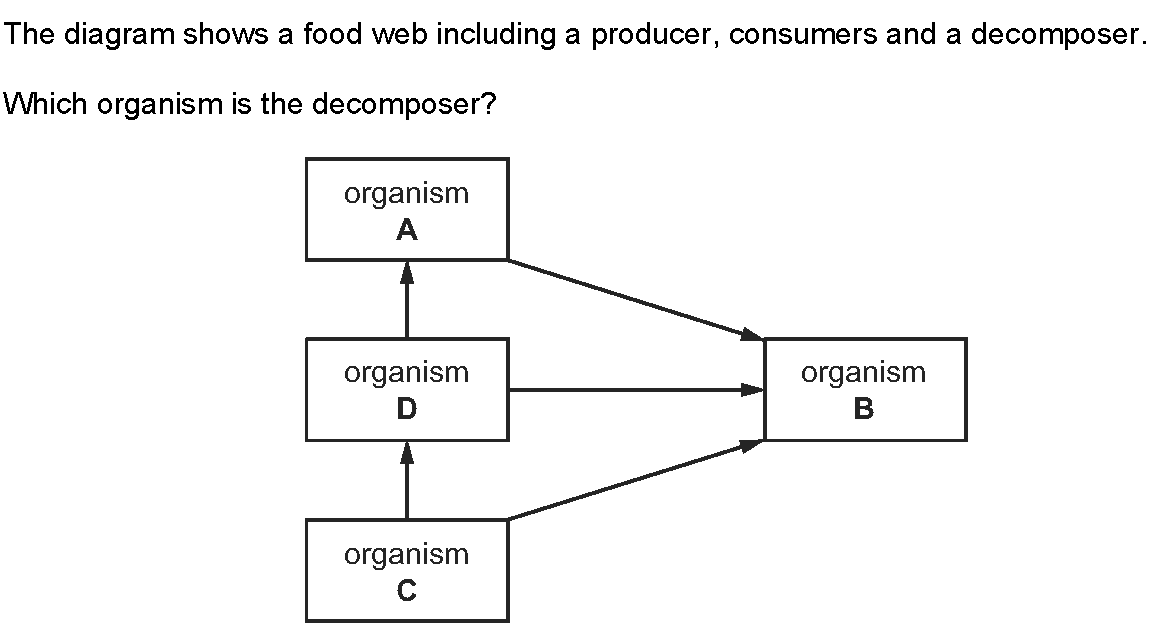 The diagram shows a food web including a producer, consumers and a decomposer.
Which organism is the decomposer?
organism
A
organism
D
organism
B
organism
C